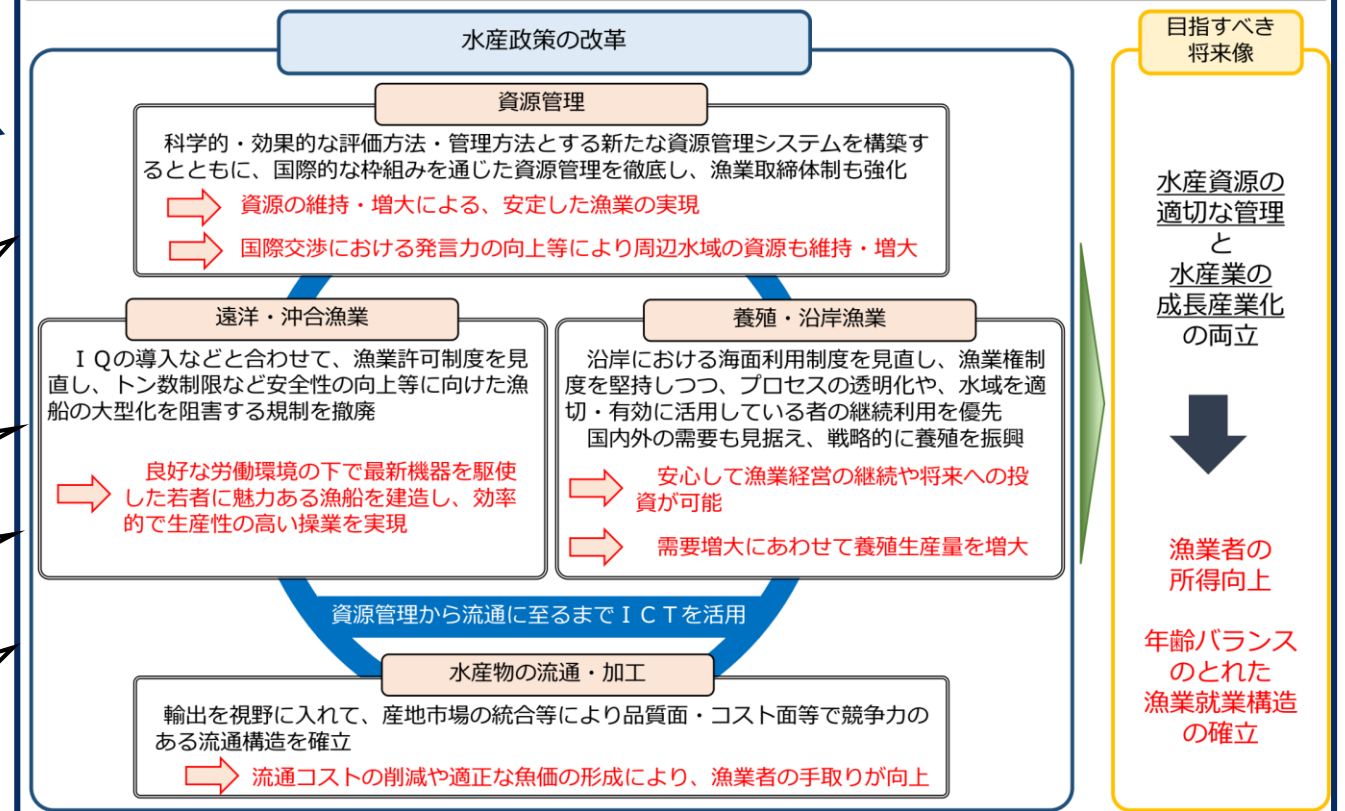 水産政策の改革
資源管理
科学的・効果的な評価方法・管理方法とする新たな資源管理システムを構築す
るとともに、国際的な枠組みを通じた資源管理を徹底し、漁業取締体制も強化
資源の維持・増大による、安定した漁業の実現
国際交渉における発言力の向上等により周辺水域の資源も維持・増大
遠洋・沖合漁業
ＩＱの導入などと合わせて、漁業許可制度を見
直し、トン数制限など安全性の向上等に向けた漁
船の大型化を阻害する規制を撤廃
良好な労働環境の下で最新機器を駆使
した若者に魅力ある漁船を建造し、効率
的で生産性の高い操業を実現
養殖・沿岸漁業
沿岸における海面利用制度を見直し、漁業権制
度を堅持しつつ、プロセスの透明化や、水域を適
切・有効に活用している者の継続利用を優先
国内外の需要も見据え、戦略的に養殖を振興
安心して漁業経営の継続や将来への投
資が可能
需要増大にあわせて養殖生産量を増大
資源管理から流通に至るまでＩＣＴを活用
水産物の流通・加工
輸出を視野に入れて、産地市場の統合等により品質面・コスト面等で競争力の
ある流通構造を確立
流通コストの削減や適正な魚価の形成により、漁業者の手取りが向上
目指すべき
将来像
水産資源の
適切な管理
と
水産業の
成長産業化
の両立
漁業者の
所得向上
年齢バランス
のとれた
漁業就業構造
の確立